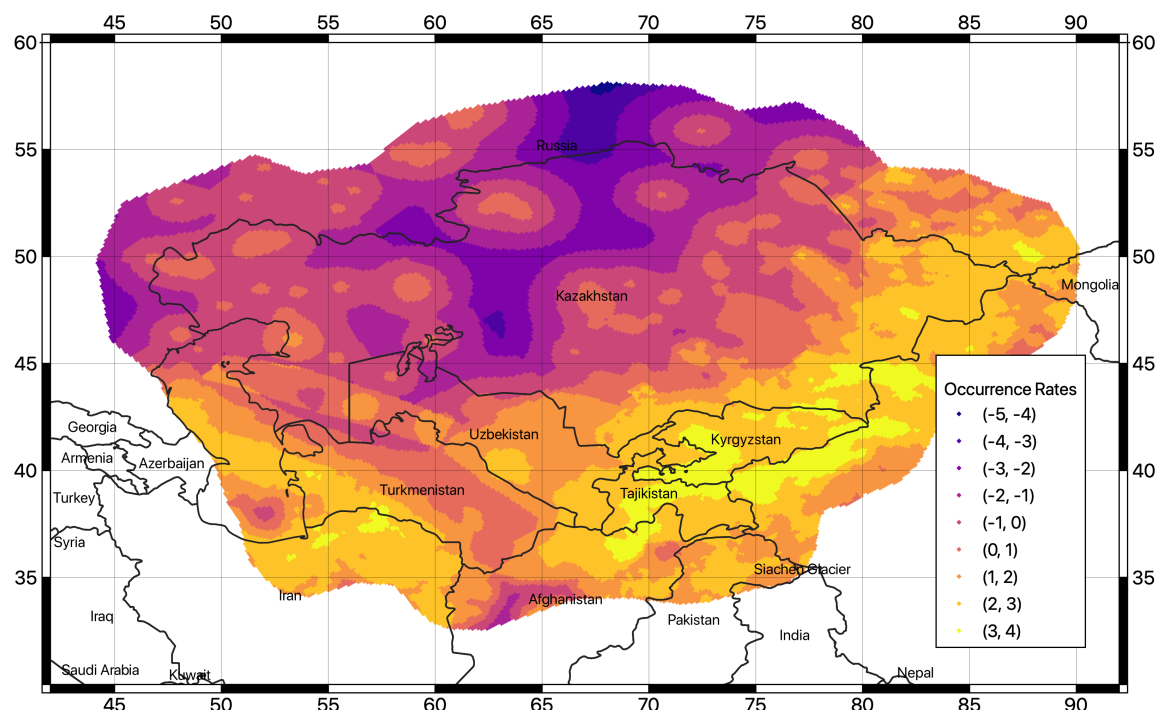 45 50 55 60 65 70 75 80 85 90
60 60
55 55
Russia
50 50
Mongolia
Kazakhstan
45 45
Occurrence Rates
(-5, -4)
(-4, -3)
(-3, -2)
(-2, -1)
(-1, 0)
(0, 1)
(1, 2)
(2, 3)
(3, 4)
Georgia
Uzbekistan
Kyrgyzstan
Armenia
Azerbaijan
40 40
Turkmenistan
Tajikistan
Turkey
Syria
35 35
Siachen Glacier
Iran
Afghanistan
Iraq
Pakistan
India
Saudi Arabia
Kuwait
Nepal
45 50 55 60 65 70 75 80 85 90